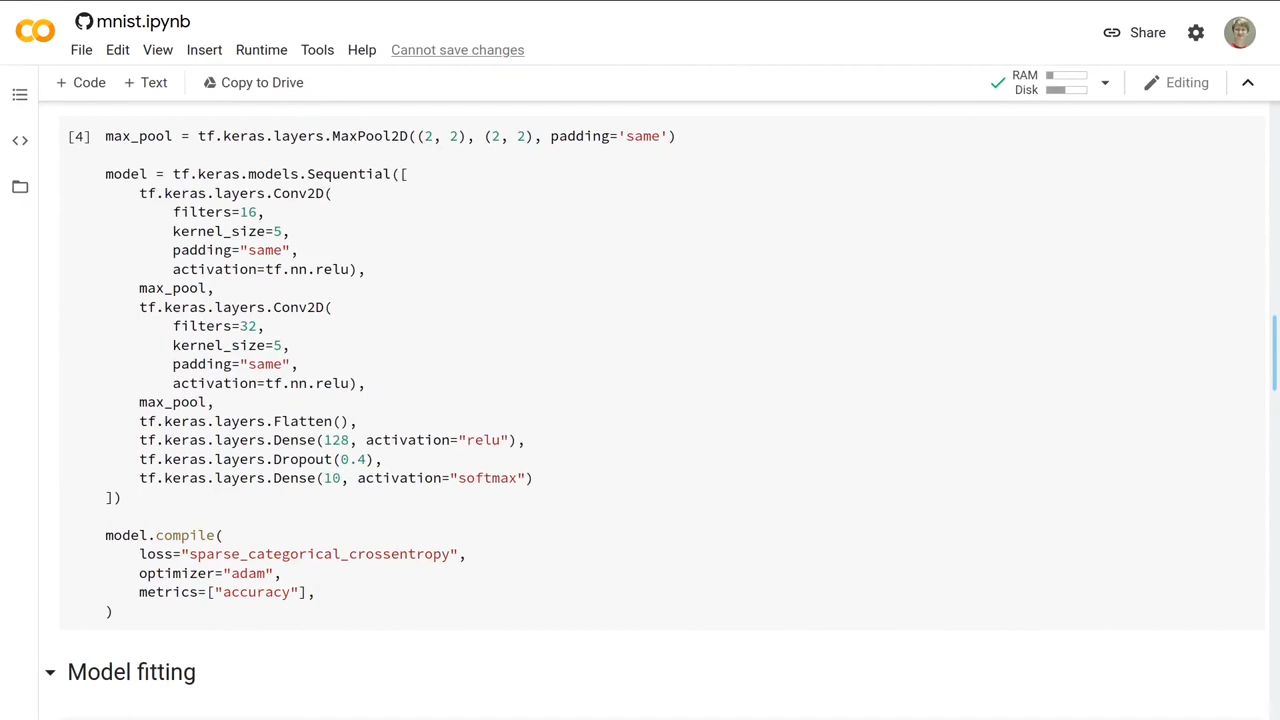 CO mnist.ipynb
File Edit View Insert Runtime Tools Help Cannot save changes
Share
+ Code + Text Copy to Drive
RAM
Disk
Editing
[4] max_pool = tf.keras.layers.MaxPool2D((2, 2), (2, 2), padding='same')
model = tf.keras.models.Sequential([
    tf.keras.layers.Conv2D(
        filters=16,
        kernel_size=5,
        padding="same",
        activation=tf.nn.relu),
    max_pool,
    tf.keras.layers.Conv2D(
        filters=32,
        kernel_size=5,
        padding="same",
        activation=tf.nn.relu),
    max_pool,
    tf.keras.layers.Flatten(),
    tf.keras.layers.Dense(128, activation="relu"),
    tf.keras.layers.Dropout(0.4),
    tf.keras.layers.Dense(10, activation="softmax")
])
model.compile(
    loss="sparse_categorical_crossentropy",
    optimizer="adam",
    metrics=["accuracy"],
)
Model fitting